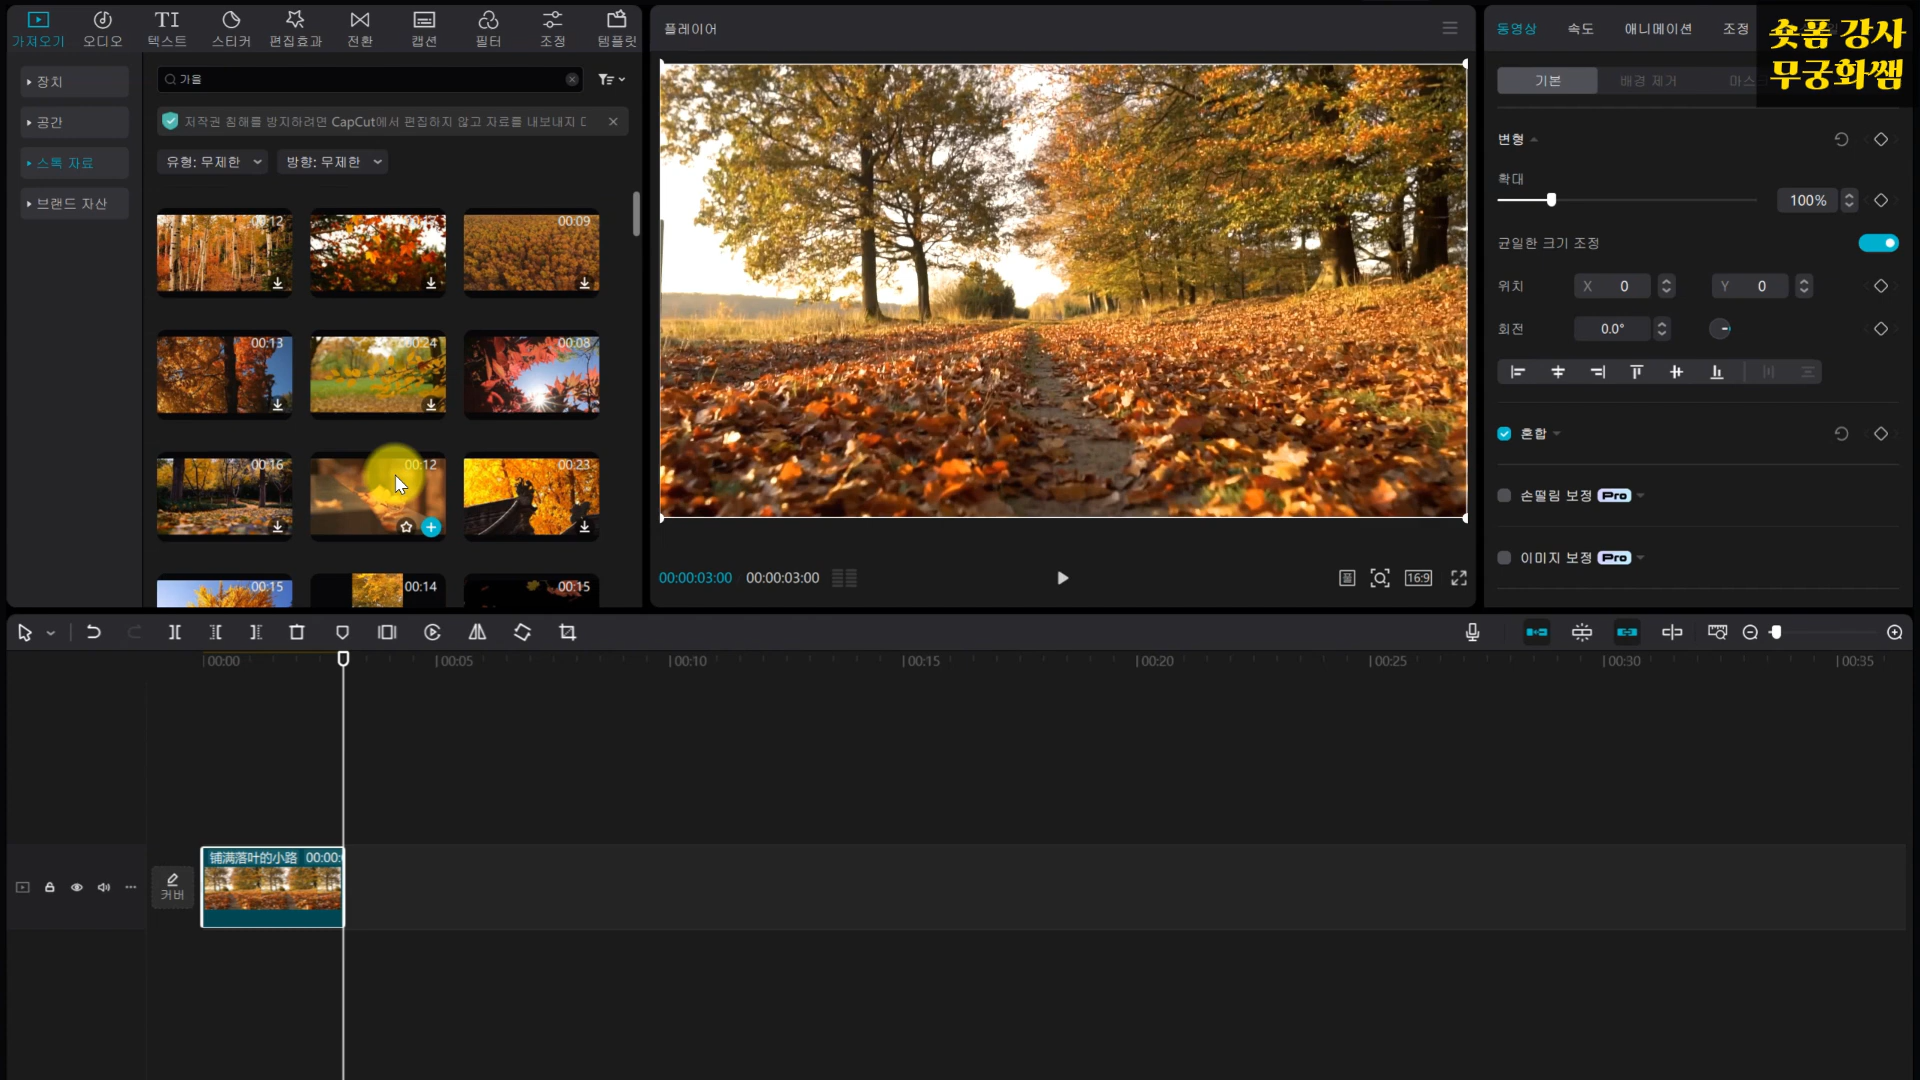 가져오기 오디오 텍스트 스티커 편집효과 전환 캡션 필터 조정 템플릿
장치
공간
스톡 자료
브랜드 자산
가을
저작권 침해를 방지하려면 CapCut에서 편집하지 않고 자료를 내보내지
유형: 무제한 방향: 무제한
00:12 00:09
00:13 00:24 00:08
00:16 00:12 00:23
00:15 00:14 00:15
플레이어
00:00:03:00 00:00:03:00
16:9
동영상 속도 애니메이션 조정
숏폼 강사
무궁화쌤
기본 배경 제거 마스
변형
확대
100%
균일한 크기 조정
위치 X 0 Y 0
회전 0.0°
혼합
손떨림 보정 Pro
이미지 보정 Pro
00:00 00:05 00:10 00:15 00:20 00:25 00:30 00:35
커버
铺满落叶的小路 00:00: